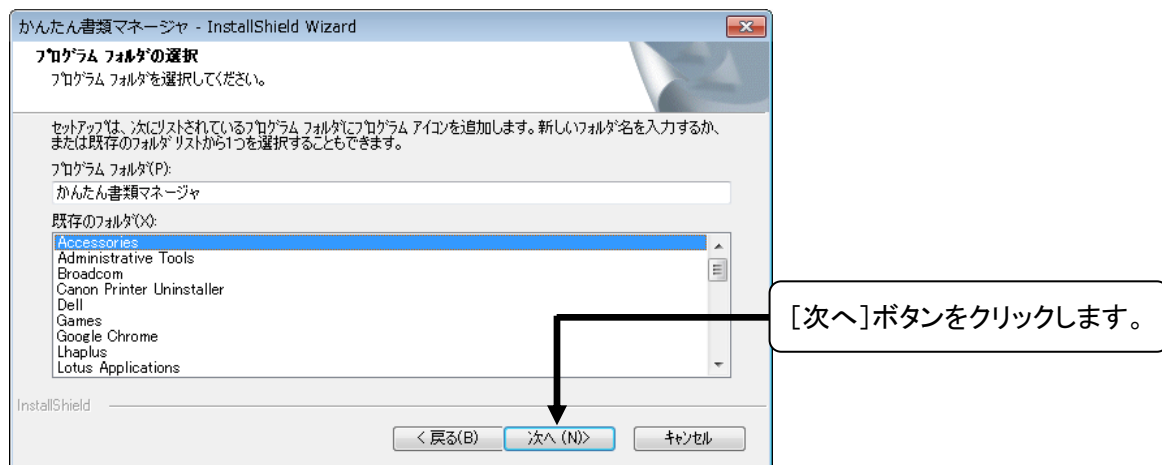 かんたん書類マネージャ - InstallShield Wizard
プログラム フォルダの選択
プログラム フォルダを選択してください。
セットアップは、次にリストされているプログラム フォルダにプログラム アイコンを追加します。新しいフォルダ名を入力するか、
または既存のフォルダ リストから1つを選択することもできます。
プログラム フォルダ(P):
かんたん書類マネージャ
既存のフォルダ(X):
Accessories
Administrative Tools
Broadcom
Canon Printer Uninstaller
Dell
Games
Google Chrome
Lhaplus
Lotus Applications
[次へ]ボタンをクリックします。
InstallShield
< 戻る(B)
次へ (N)>
キャンセル